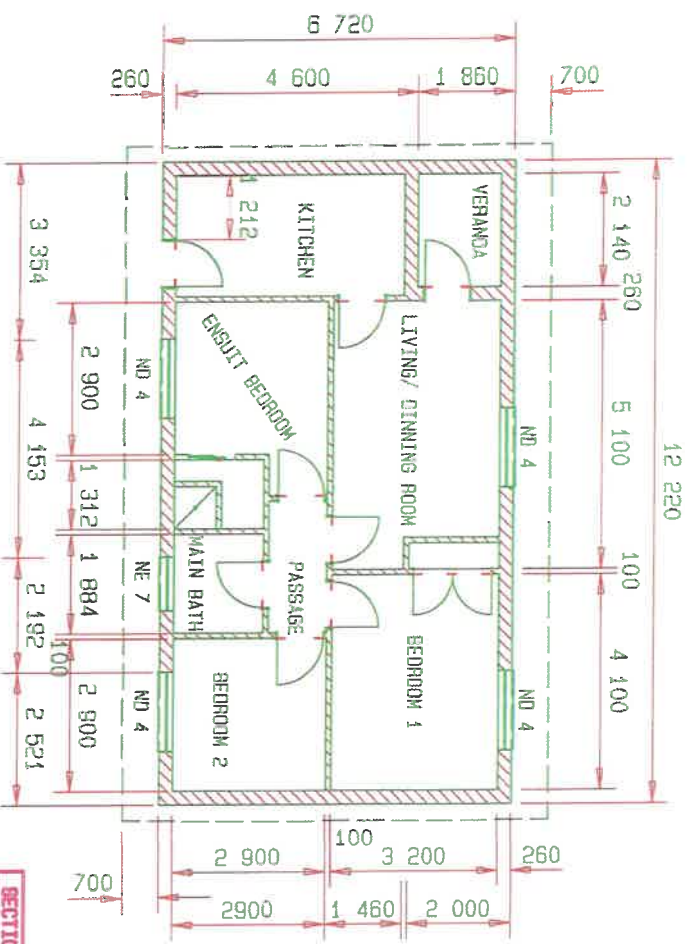 6 720
260
4 600
1 860
700
12 220
2 140
260
5 100
100
4 100
VERANDA
KITCHEN
1 212
LIVING/ DINNING ROOM
ENSUIT BEDROOM
PASSAGE
MAIN BATH
BEDROOM 1
BEDROOM 2
ND 4
ND 4
ND 4
NE 7
ND 4
2 900
1 312
1 884
100
2 900
3 354
4 153
2 192
2 521
100
2 900
3 200
260
700
2900
1 460
2 000
SECTIO